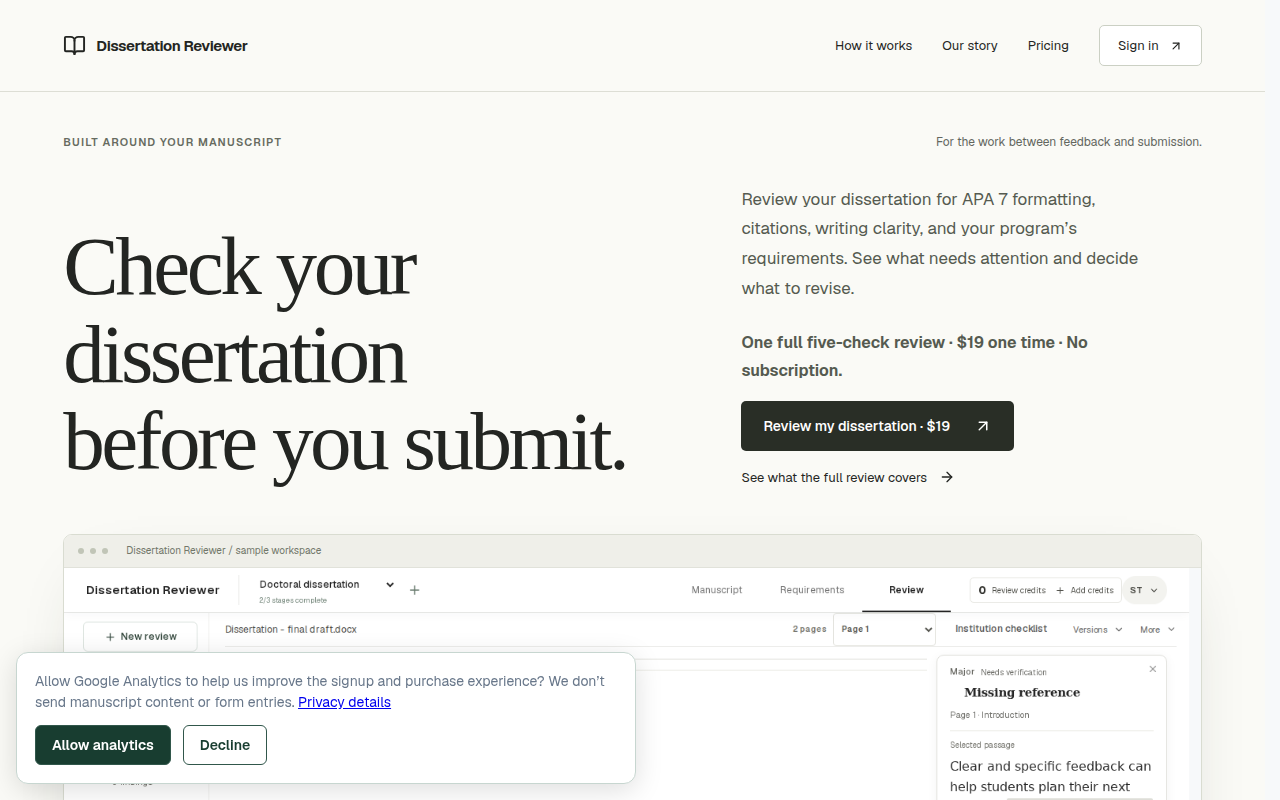 Dissertation Reviewer
How it works
Our story
Pricing
Sign in
BUILT AROUND YOUR MANUSCRIPT
For the work between feedback and submission.
Check your
dissertation
before you submit.
Review your dissertation for APA 7 formatting,
citations, writing clarity, and your program’s
requirements. See what needs attention and decide
what to revise.
One full five-check review · $19 one time · No
subscription.
Review my dissertation · $19
See what the full review covers
Dissertation Reviewer / sample workspace
Dissertation Reviewer
Doctoral dissertation
2/3 stages complete
Manuscript
Requirements
Review
0 Review credits
Add credits
ST
New review
Dissertation - final draft.docx
2 pages
Page 1
Institution checklist
Versions
More
Major Needs verification
Missing reference
Page 1 · Introduction
Selected passage
Clear and specific feedback can
help students plan their next
Allow Google Analytics to help us improve the signup and purchase experience? We don’t
send manuscript content or form entries. Privacy details
Allow analytics
Decline